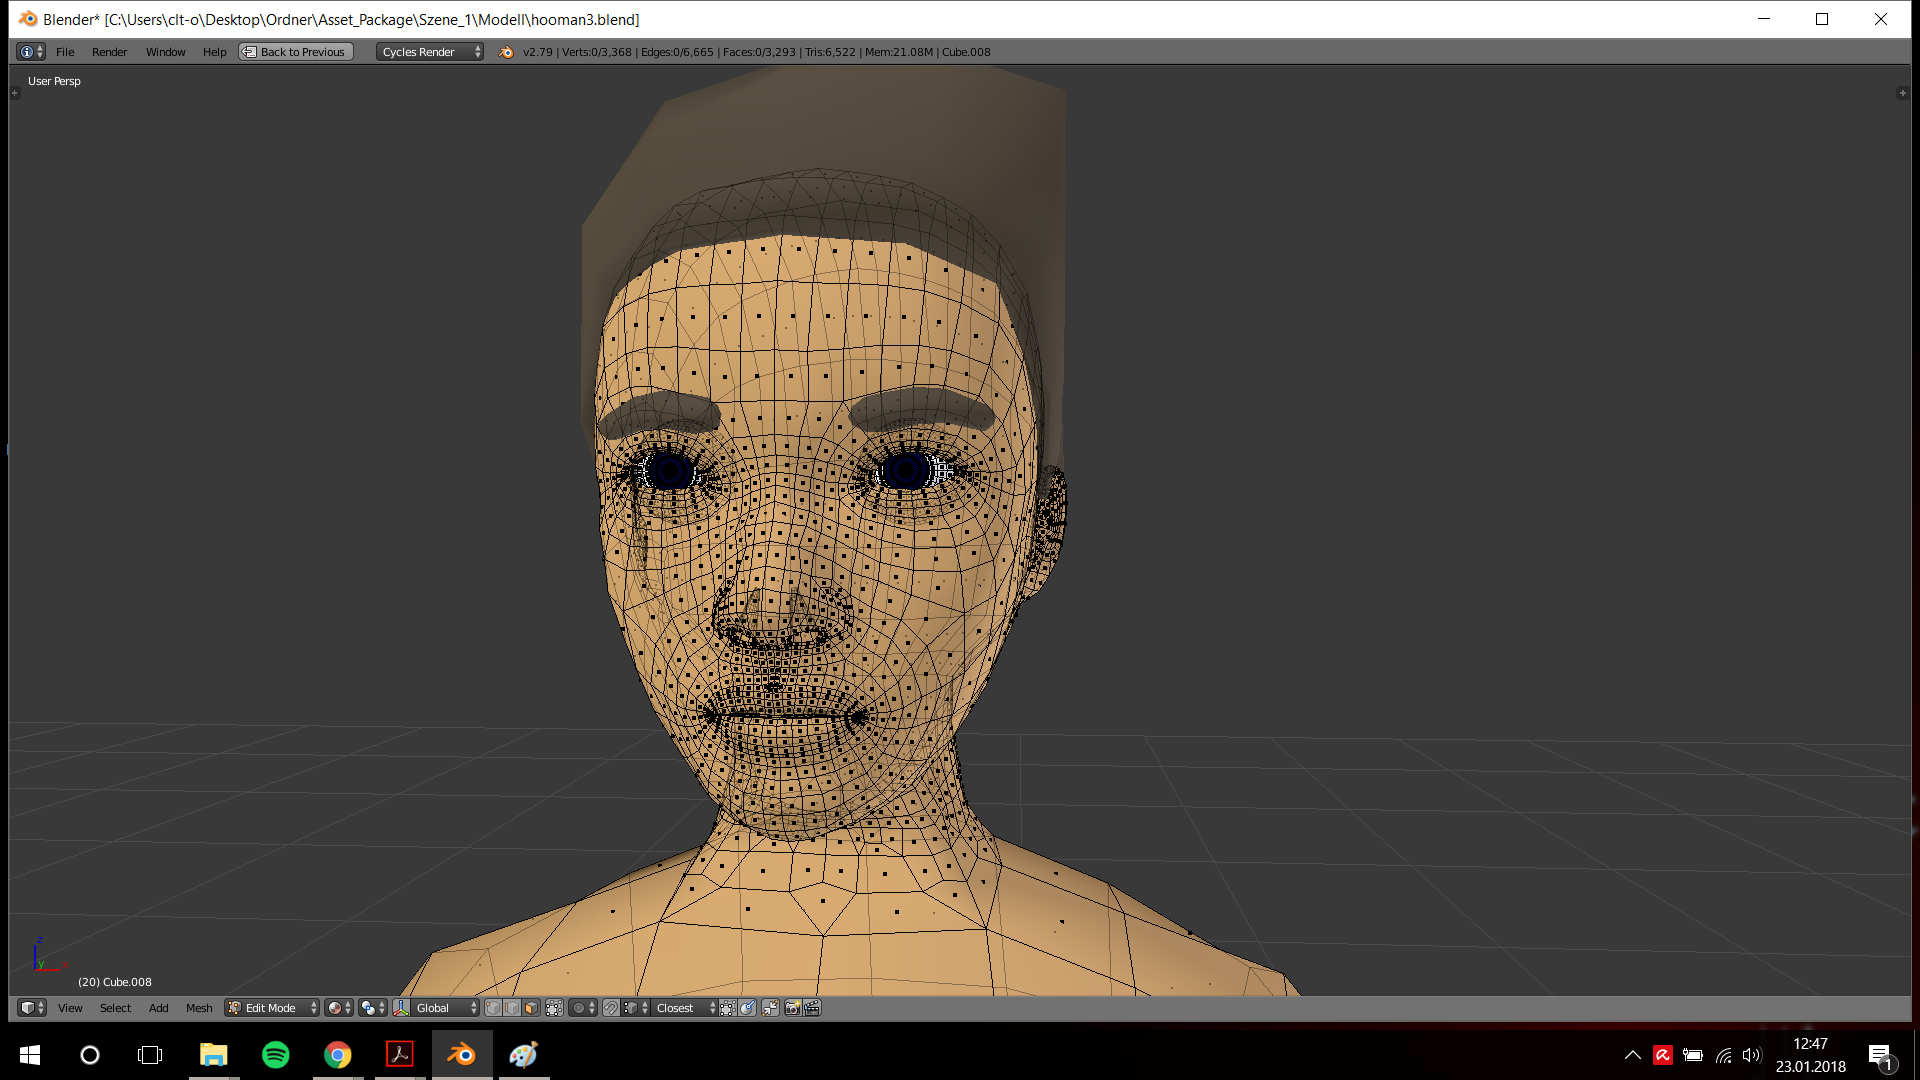 Blender* [C:\Users\clt-o\Desktop\Ordner\Asset_Package\Szene_1\Modell\hooman3.blend]
File Render Window Help Back to Previous Cycles Render v2.79 | Verts:0/3,368 | Edges:0/6,665 | Faces:0/3,293 | Tris:6,522 | Mem:21.08M | Cube.008
User Persp
z
y x
(20) Cube.008
View Select Add Mesh Edit Mode Global Closest
12:47
23.01.2018
1